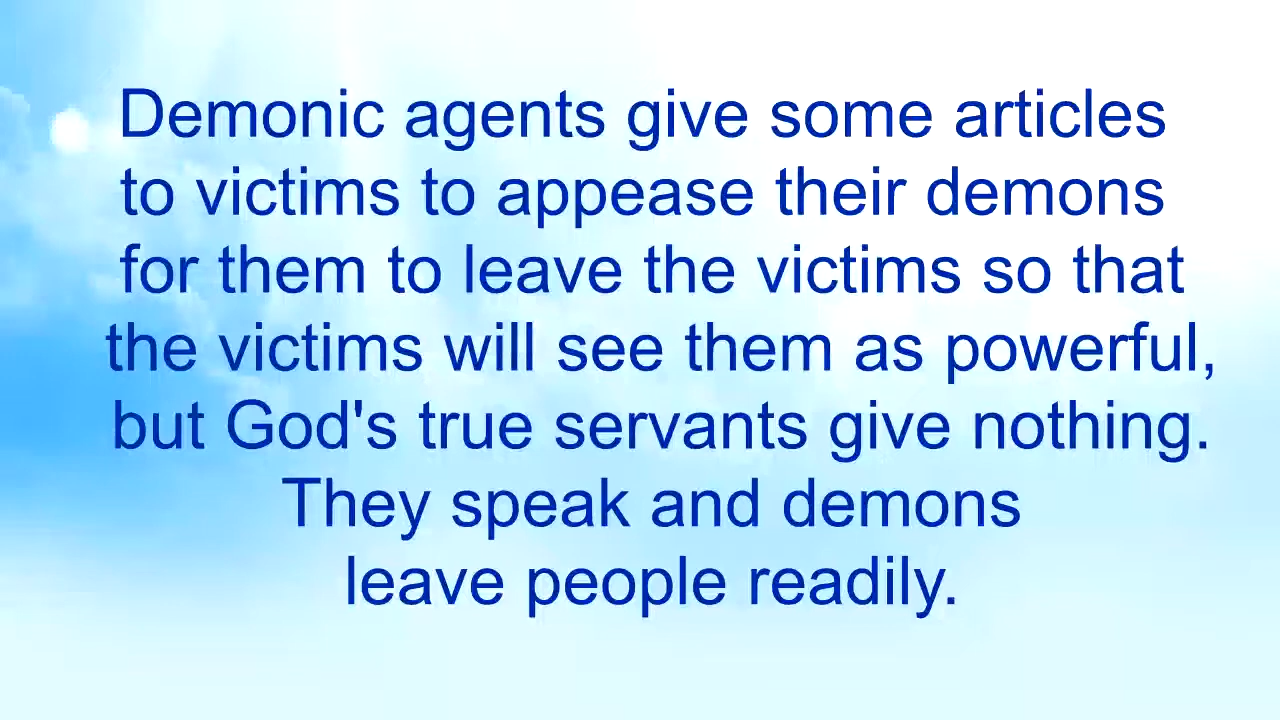 Demonic agents give some articles
to victims to appease their demons
for them to leave the victims so that
the victims will see them as powerful,
but God's true servants give nothing.
They speak and demons
leave people readily.